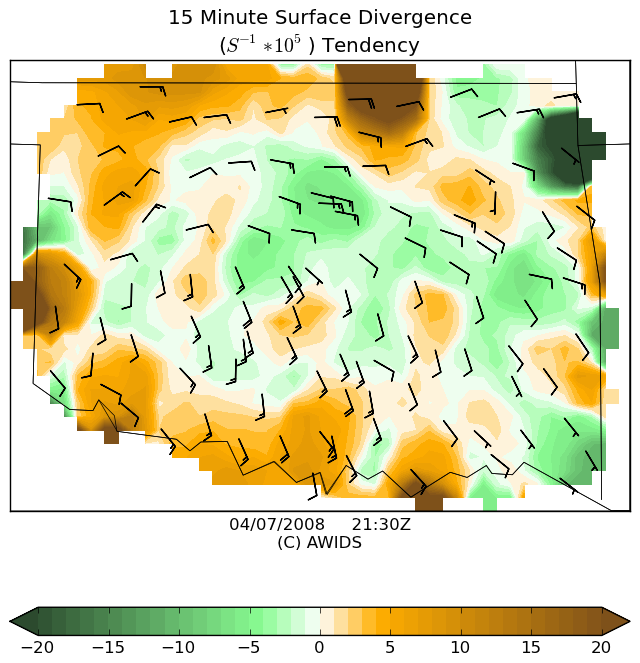 15 Minute Surface Divergence
(S⁻¹ * 10⁵ ) Tendency
04/07/2008 21:30Z
(C) AWIDS
−20 −15 −10 −5 0 5 10 15 20